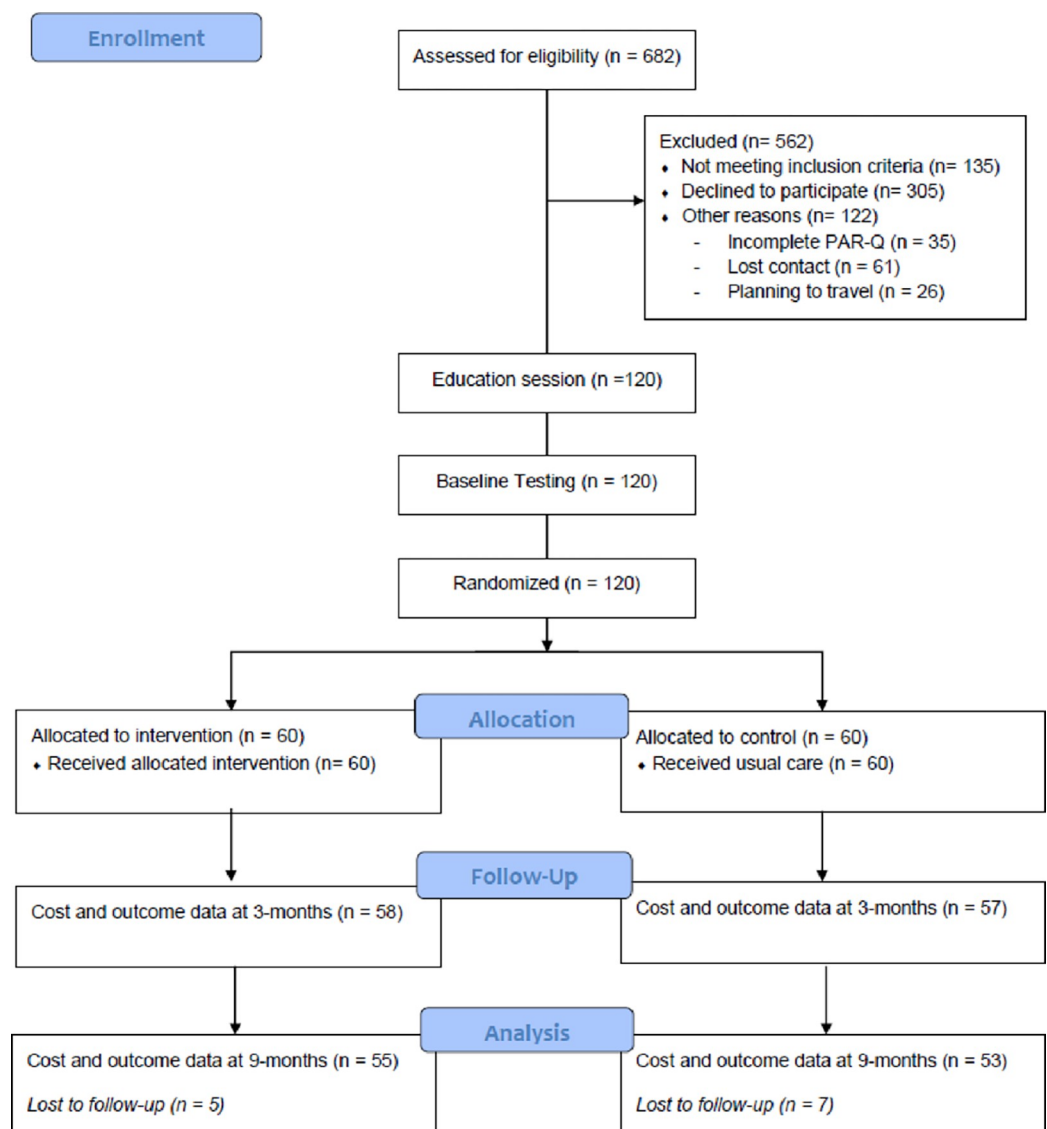 Enrollment
Assessed for eligibility (n = 682)
Excluded (n= 562)
♦ Not meeting inclusion criteria (n= 135)
♦ Declined to participate (n= 305)
♦ Other reasons (n= 122)
- Incomplete PAR-Q (n = 35)
- Lost contact (n = 61)
- Planning to travel (n = 26)
Education session (n =120)
Baseline Testing (n = 120)
Randomized (n = 120)
Allocation
Allocated to intervention (n = 60)
♦ Received allocated intervention (n= 60)
Allocated to control (n = 60)
♦ Received usual care (n = 60)
Follow-Up
Cost and outcome data at 3-months (n = 58)
Cost and outcome data at 3-months (n = 57)
Analysis
Cost and outcome data at 9-months (n = 55)
Lost to follow-up (n = 5)
Cost and outcome data at 9-months (n = 53)
Lost to follow-up (n = 7)